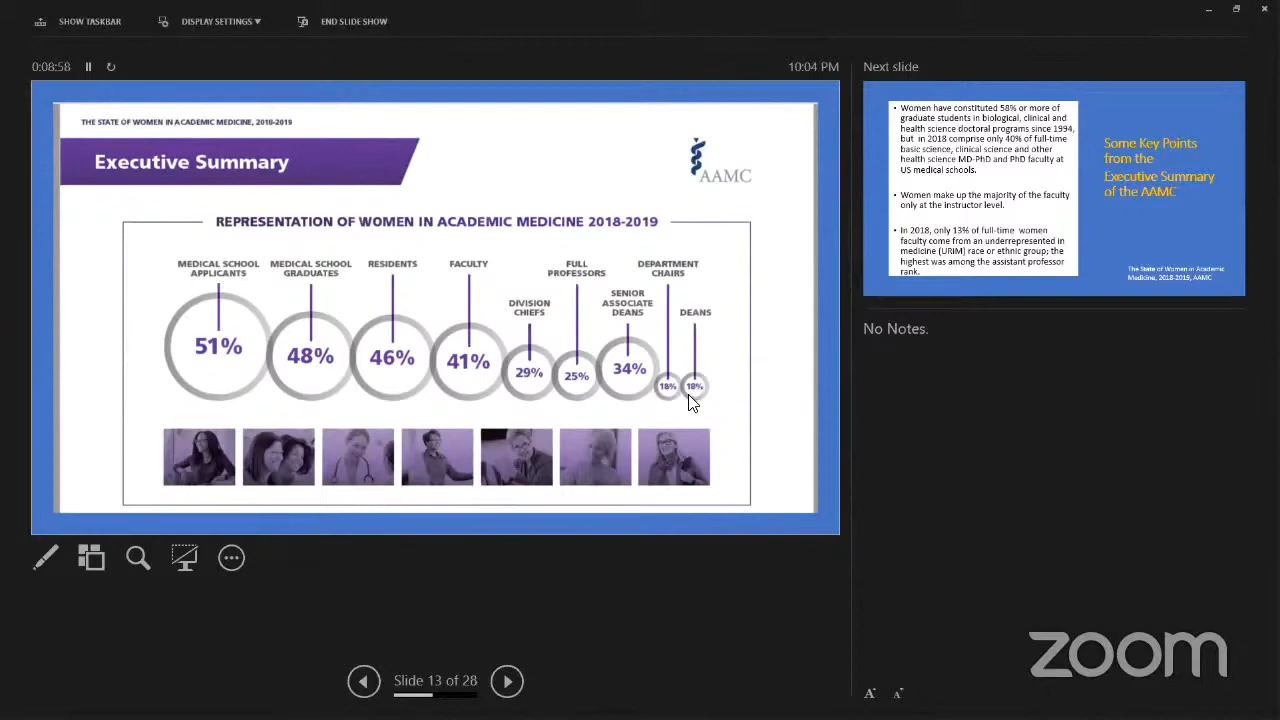 SHOW TASKBAR
DISPLAY SETTINGS ▼
END SLIDE SHOW
0:08:58
10:04 PM
THE STATE OF WOMEN IN ACADEMIC MEDICINE, 2018-2019
Executive Summary
AAMC
REPRESENTATION OF WOMEN IN ACADEMIC MEDICINE 2018-2019
MEDICAL SCHOOL
APPLICANTS
MEDICAL SCHOOL
GRADUATES
RESIDENTS
FACULTY
DIVISION
CHIEFS
FULL
PROFESSORS
SENIOR
ASSOCIATE
DEANS
DEPARTMENT
CHAIRS
DEANS
51%
48%
46%
41%
29%
25%
34%
18%
18%
Next slide
• Women have constituted 58% or more of
graduate students in biological, clinical and
health science doctoral programs since 1994,
but in 2018 comprise only 40% of full-time
basic science, clinical science and other
health science MD-PhD and PhD faculty at
US medical schools.
• Women make up the majority of the faculty
only at the instructor level.
• In 2018, only 13% of full-time women
faculty come from an underrepresented in
medicine (URiM] race or ethnic group; the
highest was among the assistant professor
rank.
Some Key Points
from the
Executive Summary
of the AAMC
The State of Women in Academic
Medicine, 2018-2019, AAMC
No Notes.
Slide 13 of 28
A A
zoom